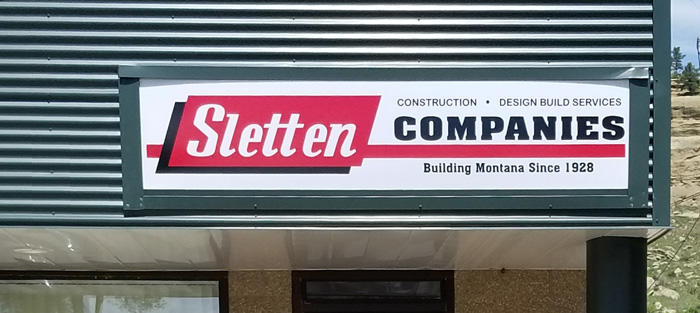 Sletten
CONSTRUCTION • DESIGN BUILD SERVICES
COMPANIES
Building Montana Since 1928